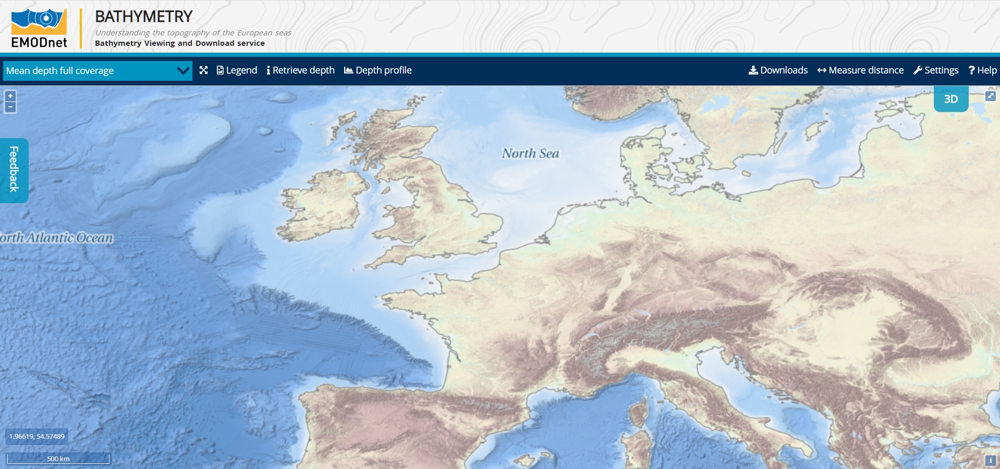 EMODnet
BATHYMETRY
Understanding the topography of the European seas
Bathymetry Viewing and Download service
Mean depth full coverage
Legend
Retrieve depth
Depth profile
Downloads
Measure distance
Settings
Help
+
−
3D
Feedback
North Sea
orth Atlantic Ocean
1.96619, 54.57489
500 km
i